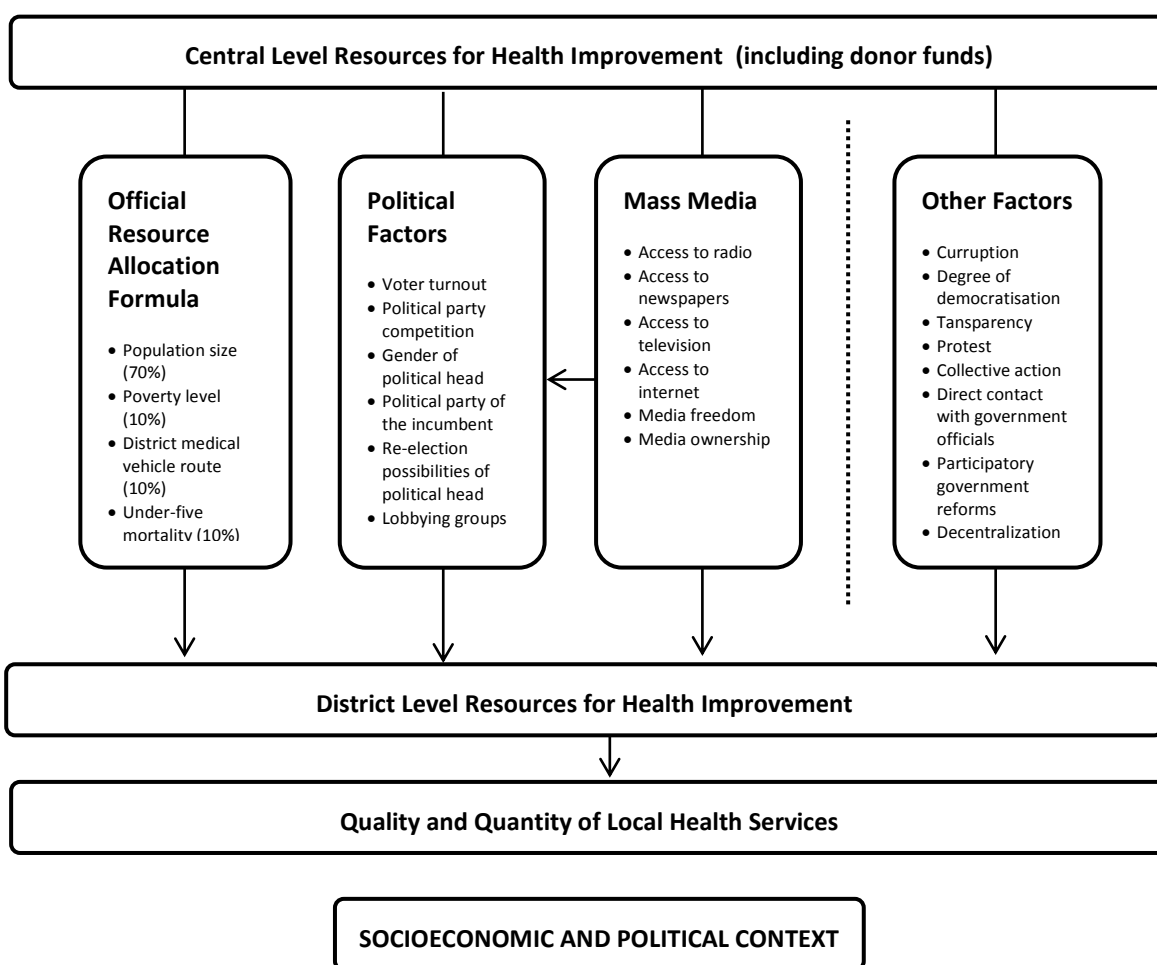 Central Level Resources for Health Improvement (including donor funds)
Official
Resource
Allocation
Formula
• Population size
(70%)
• Poverty level
(10%)
• District medical
vehicle route
(10%)
• Under-five
mortality (10%)
Political
Factors
• Voter turnout
• Political party
competition
• Gender of
political head
• Political party of
the incumbent
• Re-election
possibilities of
political head
• Lobbying groups
Mass Media
• Access to radio
• Access to
newspapers
• Access to
television
• Access to
internet
• Media freedom
• Media ownership
Other Factors
• Curruption
• Degree of
democratisation
• Tansparency
• Protest
• Collective action
• Direct contact
with government
officials
• Participatory
government
reforms
• Decentralization
District Level Resources for Health Improvement
Quality and Quantity of Local Health Services
SOCIOECONOMIC AND POLITICAL CONTEXT